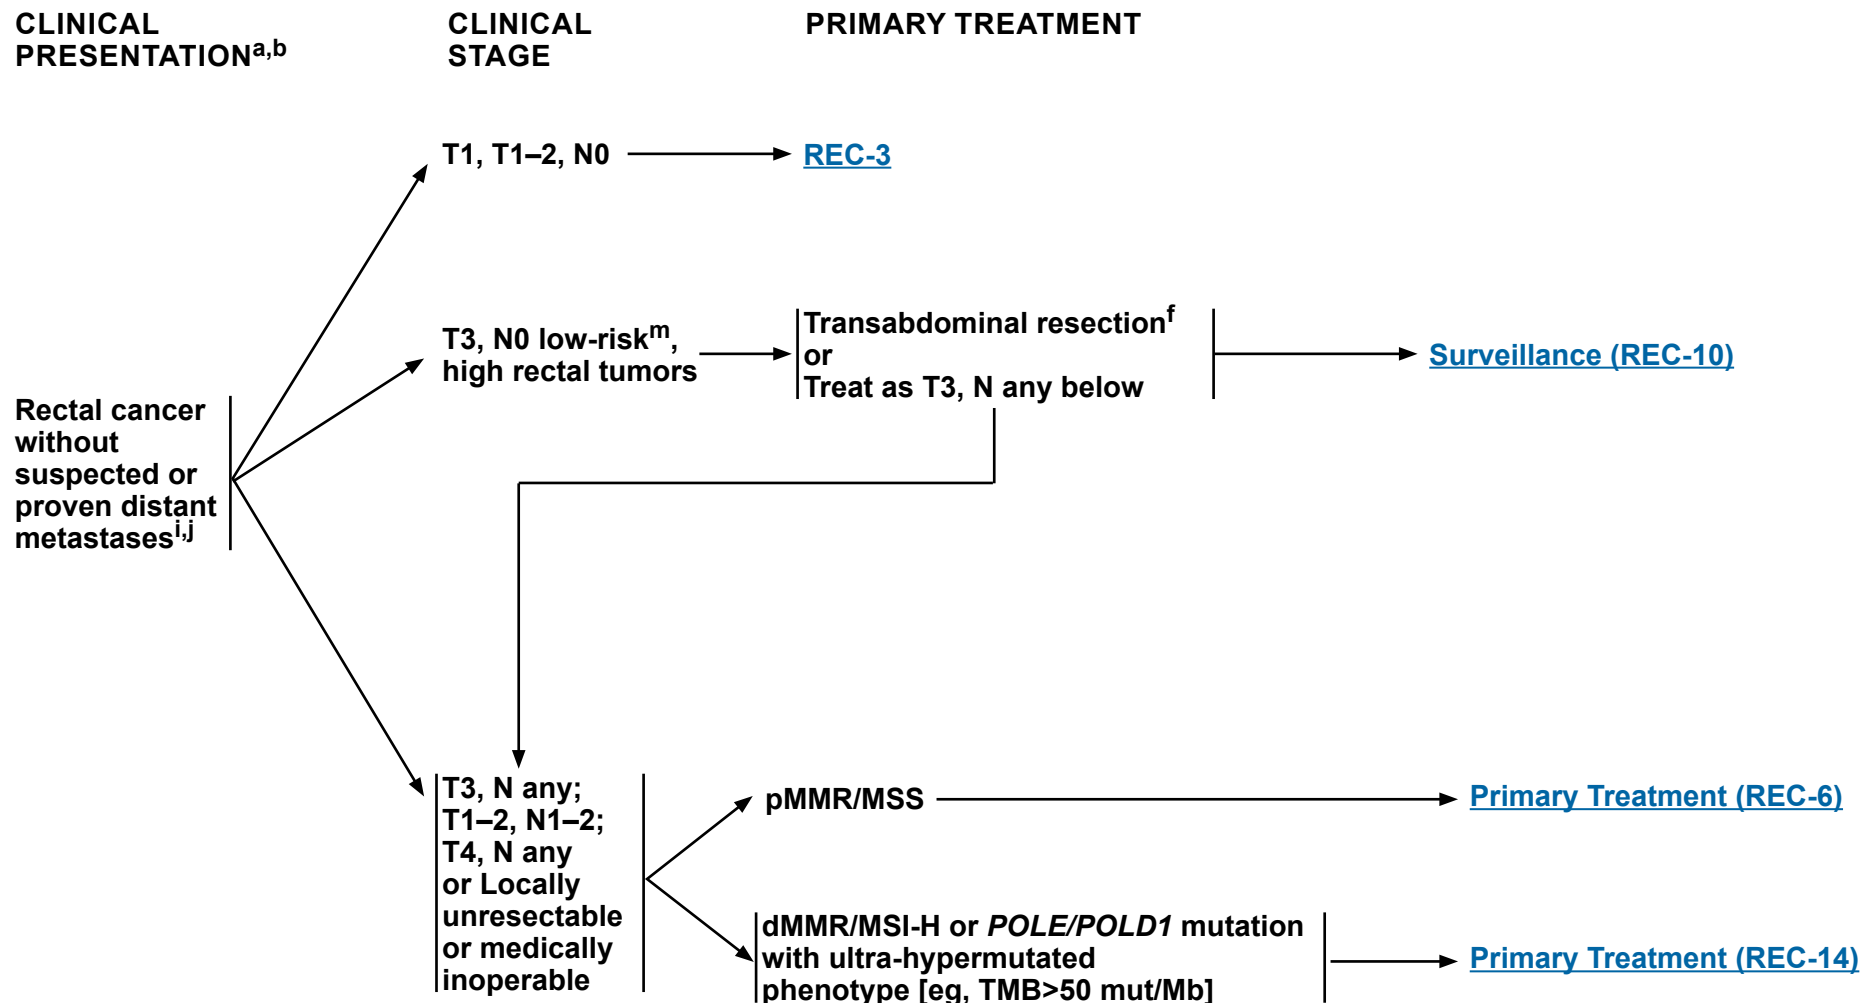 CLINICAL
PRESENTATIONa,b
CLINICAL
STAGE
PRIMARY TREATMENT
T1, T1–2, N0
REC-3
T3, N0 low-riskm,
high rectal tumors
Transabdominal resectionf
or
Treat as T3, N any below
Surveillance (REC-10)
Rectal cancer
without
suspected or
proven distant
metastasesi,j
T3, N any;
T1–2, N1–2;
T4, N any
or Locally
unresectable
or medically
inoperable
pMMR/MSS
Primary Treatment (REC-6)
dMMR/MSI-H or POLE/POLD1 mutation
with ultra-hypermutated
phenotype [eg, TMB>50 mut/Mb]
Primary Treatment (REC-14)